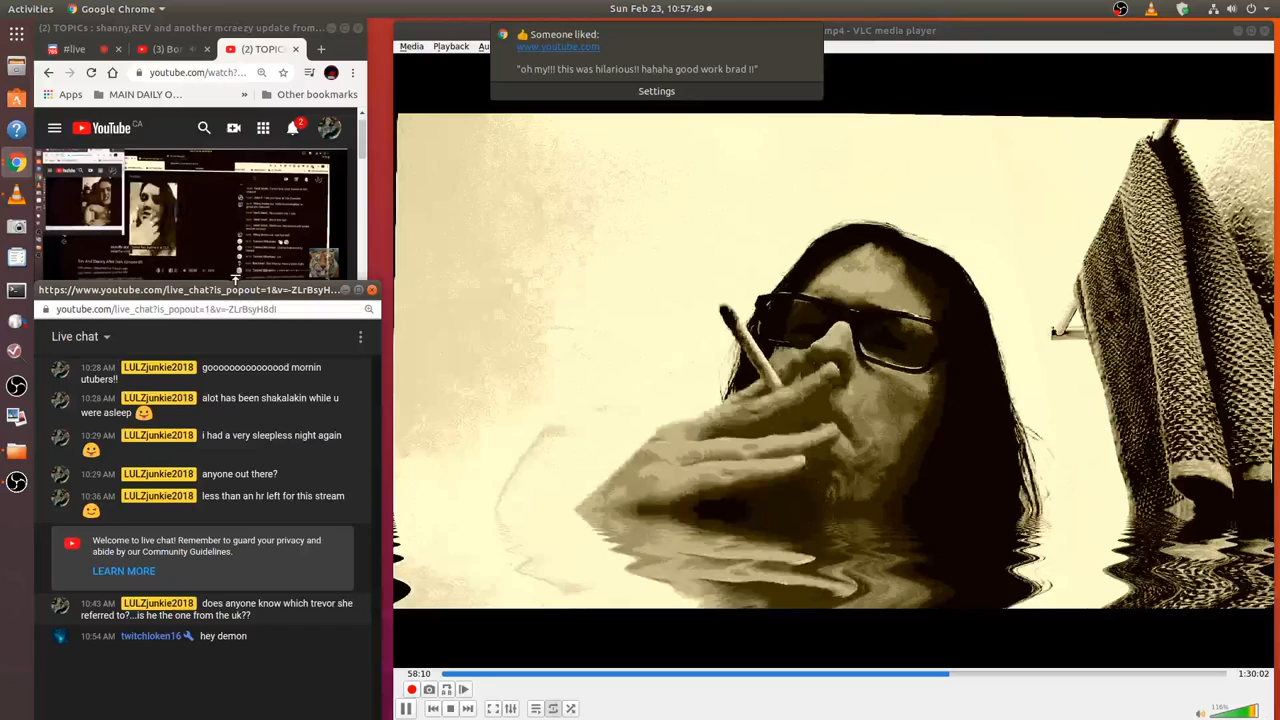 Activities
Google Chrome
Sun Feb 23, 10:57:49
(2) TOPICs : shanny,REV and another mcraezy update from...
mp4 - VLC media player
#live
(3) Bo
(2) TOPIC
youtube.com/watch?...
Apps
MAIN DAILY O...
»
Other bookmarks
YouTube CA
2
Media
Playback
Au
Someone liked:
www.youtube.com
"oh my!!! this was hilarious!! hahaha good work brad !!"
Settings
https://www.youtube.com/live_chat?is_popout=1&v=-ZLrBsyH...
youtube.com/live_chat?is_popout=1&v=-ZLrBsyH8dI
Live chat
10:28 AM LULZjunkie2018 gooooooooooooood mornin
utubers!!
10:28 AM LULZjunkie2018 alot has been shakalakin while u
were asleep
10:29 AM LULZjunkie2018 i had a very sleepless night again
10:29 AM LULZjunkie2018 anyone out there?
10:36 AM LULZjunkie2018 less than an hr left for this stream
Welcome to live chat! Remember to guard your privacy and
abide by our Community Guidelines.
LEARN MORE
10:43 AM LULZjunkie2018 does anyone know which trevor she
referred to?...is he the one from the uk??
10:54 AM twitchloken16 hey demon
58:10
1:30:02
116%